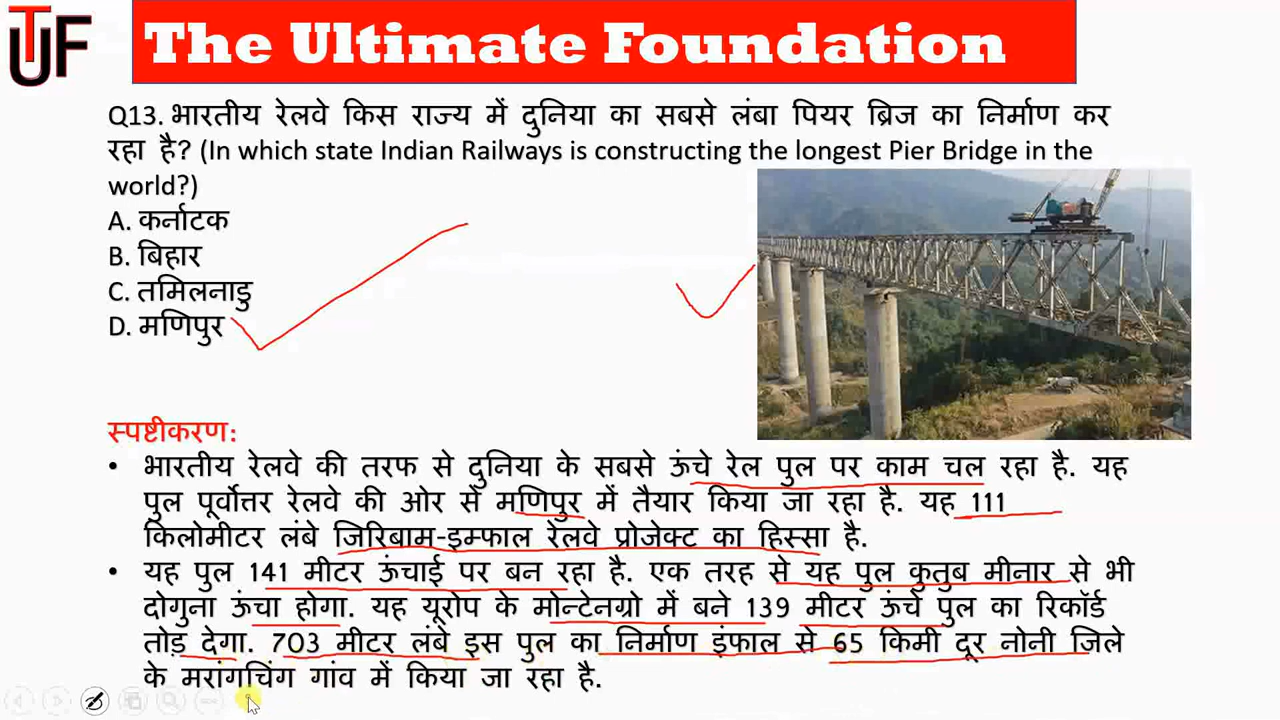 TUF
The Ultimate Foundation
Q13. भारतीय रेलवे किस राज्य में दुनिया का सबसे लंबा पियर ब्रिज का निर्माण कर
रहा है? (In which state Indian Railways is constructing the longest Pier Bridge in the
world?)
A. कर्नाटक
B. बिहार
C. तमिलनाडु
D. मणिपुर
स्पष्टीकरण:
• भारतीय रेलवे की तरफ से दुनिया के सबसे ऊंचे रेल पुल पर काम चल रहा है. यह
पुल पूर्वोत्तर रेलवे की ओर से मणिपुर में तैयार किया जा रहा है. यह 111
किलोमीटर लंबे जिरिबाम-इम्फाल रेलवे प्रोजेक्ट का हिस्सा है.
• यह पुल 141 मीटर ऊंचाई पर बन रहा है. एक तरह से यह पुल कुतुब मीनार से भी
दोगुना ऊंचा होगा. यह यूरोप के मोन्टेनग्रो में बने 139 मीटर ऊंचे पुल का रिकॉर्ड
तोड़ देगा. 703 मीटर लंबे इस पुल का निर्माण इंफाल से 65 किमी दूर नोनी जिले
के मरांगचिंग गांव में किया जा रहा है.